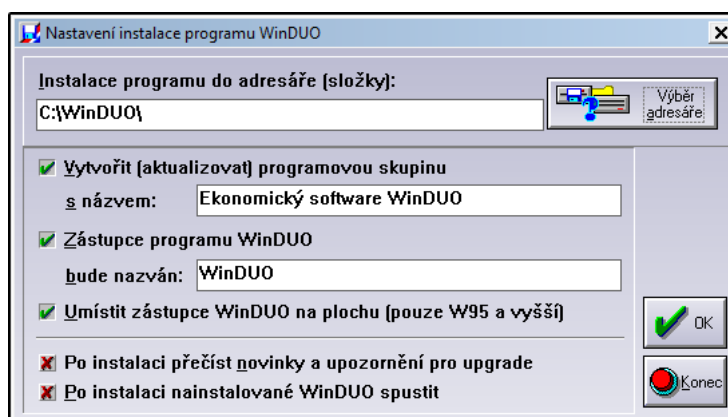 Nastavení instalace programu WinDUO
Instalace programu do adresáře (složky):
C:\WinDUO\
Výběr
adresáře
Vytvořit (aktualizovat) programovou skupinu
s názvem: Ekonomický software WinDUO
Zástupce programu WinDUO
bude nazván: WinDUO
Umístit zástupce WinDUO na plochu (pouze W95 a vyšší)
OK
Po instalaci přečíst novinky a upozornění pro upgrade
Po instalaci nainstalované WinDUO spustit
Konec